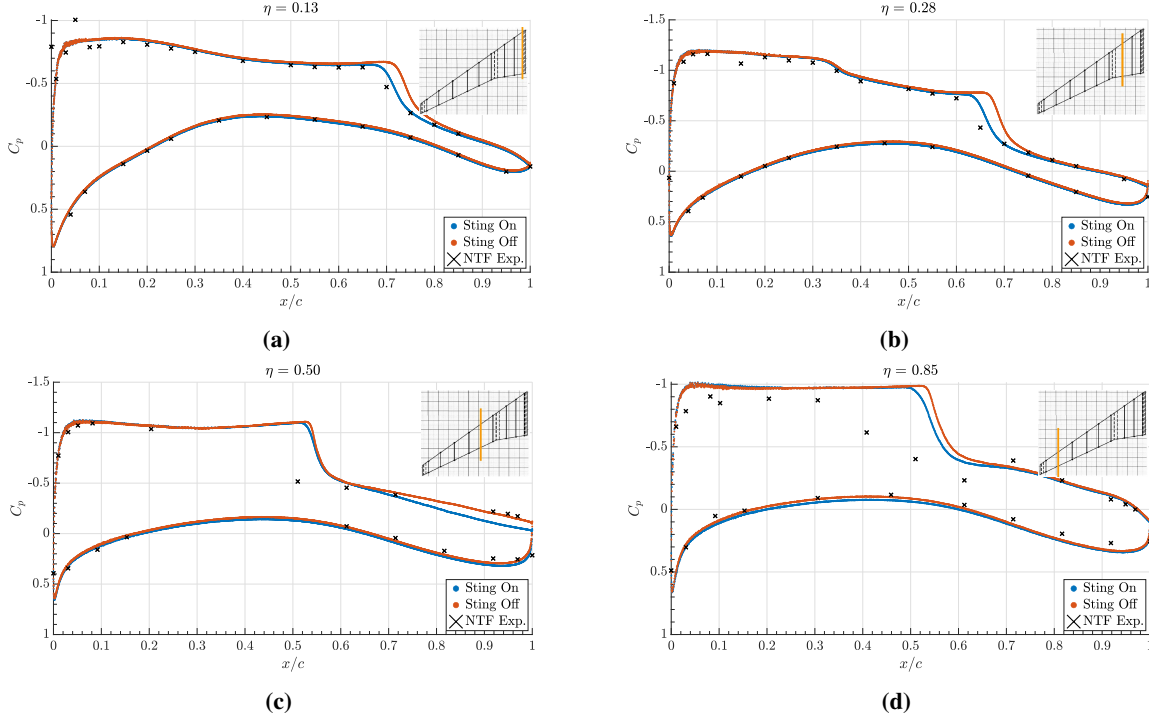 η = 0.13
-1
-0.5
0
0.5
1
C_p
0 0.1 0.2 0.3 0.4 0.5 0.6 0.7 0.8 0.9 1
x/c
Sting On
Sting Off
NTF Exp.
(a)
η = 0.28
-1.5
-1
-0.5
0
0.5
1
C_p
0 0.1 0.2 0.3 0.4 0.5 0.6 0.7 0.8 0.9 1
x/c
Sting On
Sting Off
NTF Exp.
(b)
η = 0.50
-1.5
-1
-0.5
0
0.5
1
C_p
0 0.1 0.2 0.3 0.4 0.5 0.6 0.7 0.8 0.9 1
x/c
Sting On
Sting Off
NTF Exp.
(c)
η = 0.85
-1
-0.5
0
0.5
1
C_p
0 0.1 0.2 0.3 0.4 0.5 0.6 0.7 0.8 0.9 1
x/c
Sting On
Sting Off
NTF Exp.
(d)